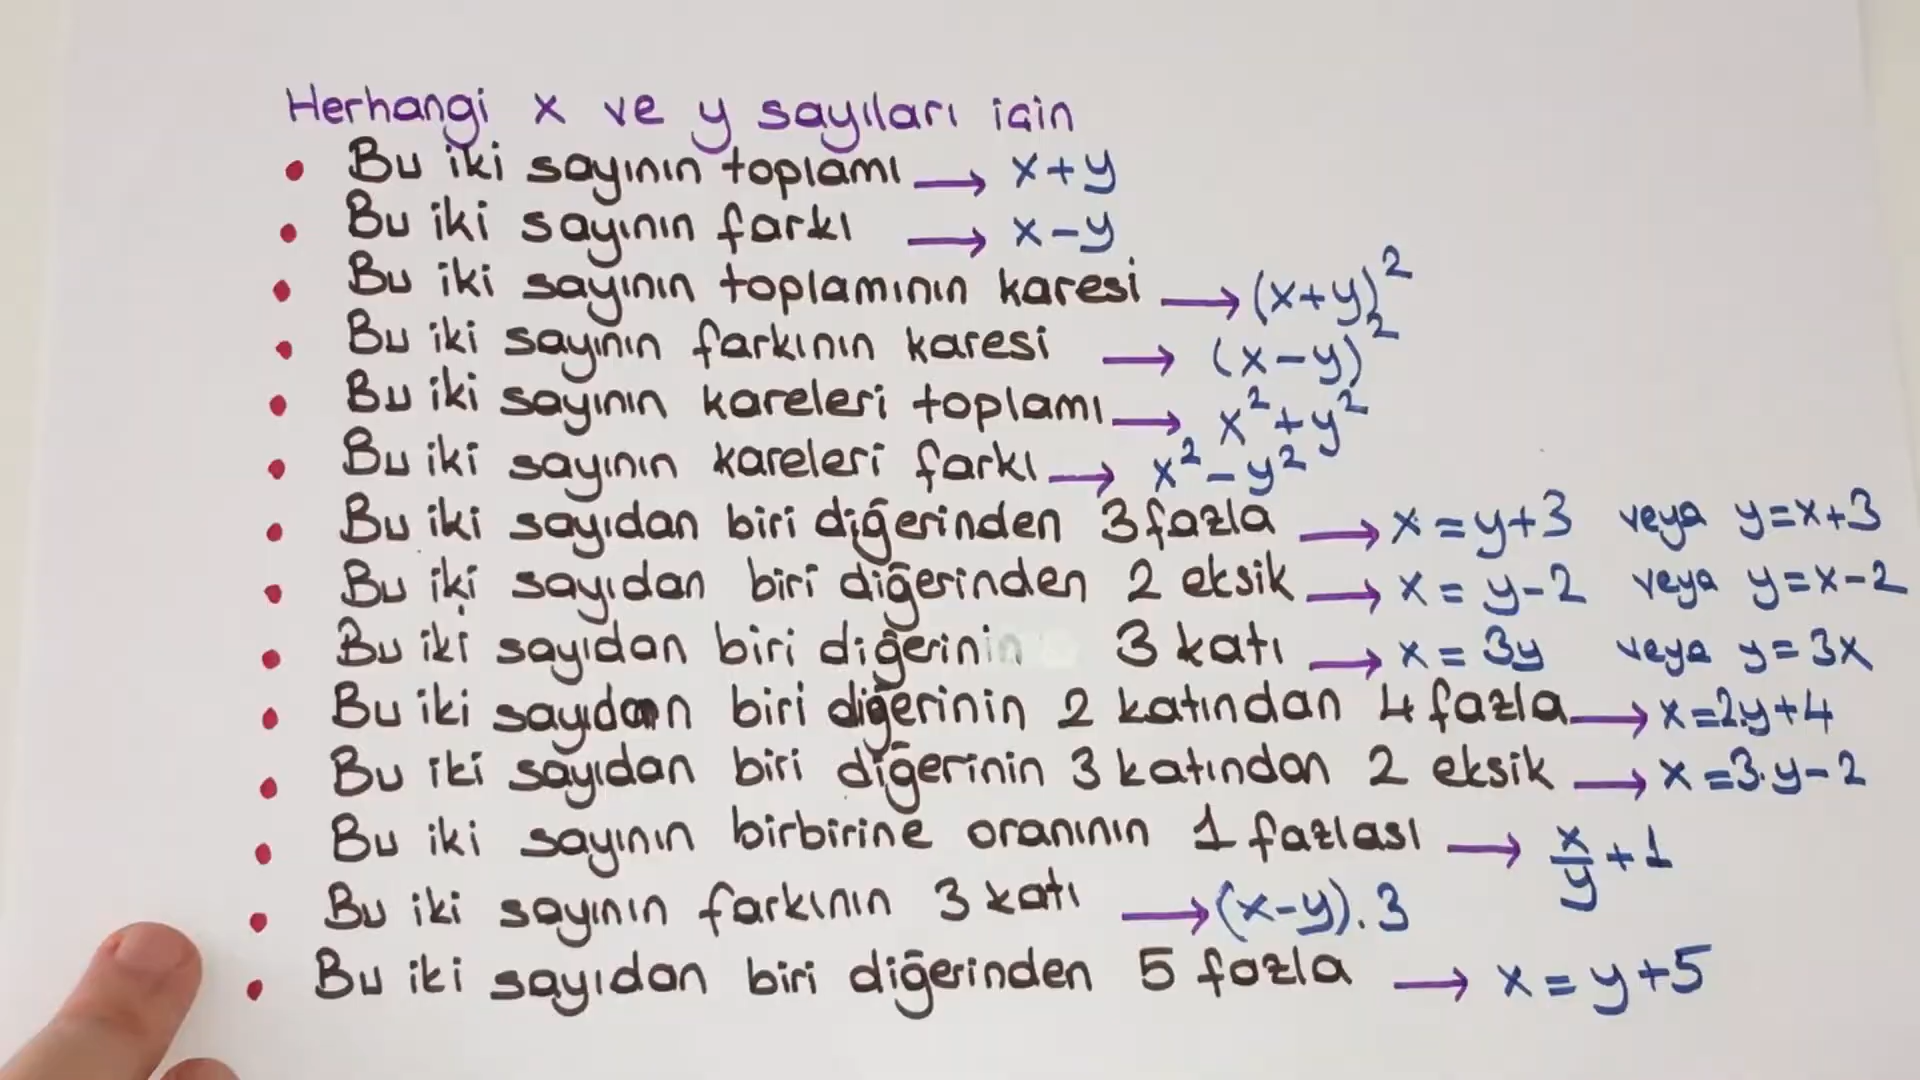 Herhangi x ve y sayıları için
• Bu iki sayının toplamı → x+y
• Bu iki sayının farkı → x-y
• Bu iki sayının toplamının karesi → (x+y)²
• Bu iki sayının farkının karesi → (x-y)²
• Bu iki sayının kareleri toplamı → x²+y²
• Bu iki sayının kareleri farkı → x²-y²
• Bu iki sayıdan biri diğerinden 3 fazla → x=y+3 veya y=x+3
• Bu iki sayıdan biri diğerinden 2 eksik → x=y-2 veya y=x-2
• Bu iki sayıdan biri diğerinin 3 katı → x=3y veya y=3x
• Bu iki sayıdan biri diğerinin 2 katından 4 fazla → x=2y+4
• Bu iki sayıdan biri diğerinin 3 katından 2 eksik → x=3.y-2
• Bu iki sayının birbirine oranının 1 fazlası → x/y+1
• Bu iki sayının farkının 3 katı → (x-y).3
• Bu iki sayıdan biri diğerinden 5 fazla → x=y+5